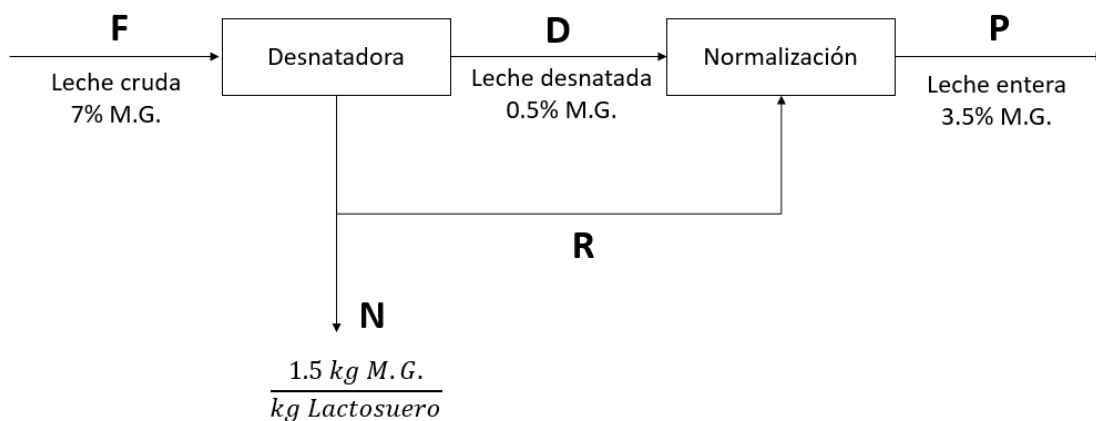 F
Leche cruda
7% M.G.
Desnatadora
D
Leche desnatada
0.5% M.G.
Normalización
P
Leche entera
3.5% M.G.
R
N
1.5 kg M. G.
kg Lactosuero